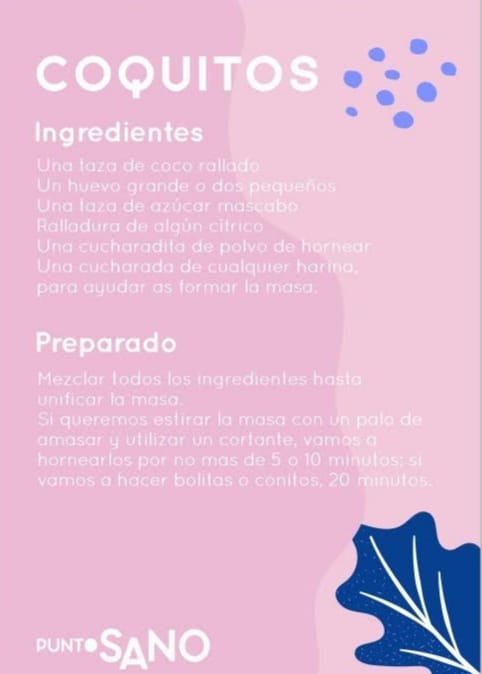 COQUITOS
Ingredientes
Una taza de coco rallado
Un huevo grande o dos pequeños
Una taza de azúcar mascabo
Ralladura de algún cítrico
Una cucharadita de polvo de hornear
Una cucharada de cualquier harina,
para ayudar as formar la masa.
Preparado
Mezclar todos los ingredientes hasta
unificar la masa.
Si queremos estirar la masa con un palo de
amasar y utilizar un cortante, vamos a
hornearlos por no mas de 5 o 10 minutos; si
vamos a hacer bolitas o conitos, 20 minutos.
PUNTO SANO